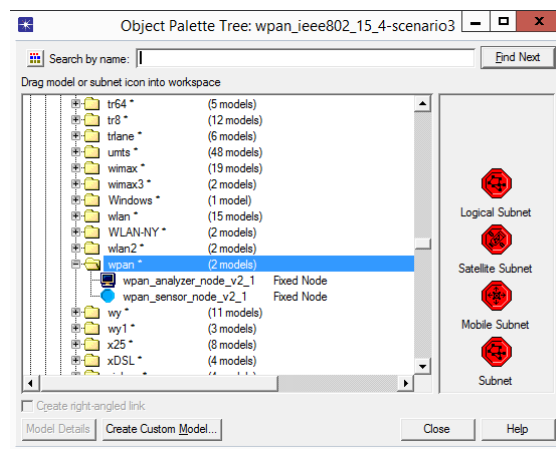 Object Palette Tree: wpan_ieee802_15_4-scenario3
Search by name:
Find Next
Drag model or subnet icon into workspace
tr64 * (5 models)
tr8 * (12 models)
trlane * (6 models)
umts * (48 models)
wimax * (19 models)
wimax3 * (2 models)
Windows * (1 model)
wlan * (15 models)
WLAN-NY * (2 models)
wlan2 * (2 models)
wpan * (2 models)
wpan_analyzer_node_v2_1 Fixed Node
wpan_sensor_node_v2_1 Fixed Node
wy * (11 models)
wy1 * (3 models)
x25 * (8 models)
xDSL * (4 models)
Logical Subnet
Satellite Subnet
Mobile Subnet
Subnet
Create right-angled link
Model Details
Create Custom Model...
Close
Help